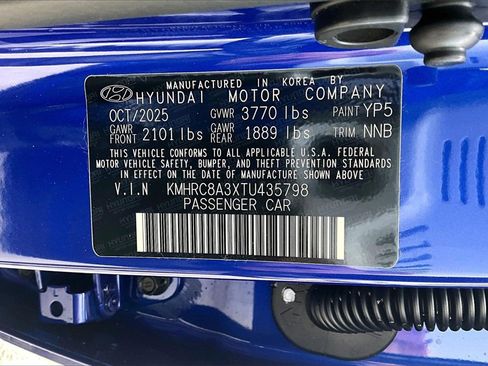 MANUFACTURED IN KOREA BY
HYUNDAI MOTOR COMPANY
OCT/2025 GVWR 3770 lbs PAINT YP5
GAWR FRONT 2101 lbs GAWR REAR 1889 lbs TRIM NNB
THIS VEHICLE CONFORMS TO ALL APPLICABLE U.S.A. FEDERAL
MOTOR VEHICLE SAFETY, BUMPER, AND THEFT PREVENTION
STANDARDS IN EFFECT ON THE DATE OF MANUFACTURE SHOWN ABOVE.
V.I.N KMHRC8A3XTU435798
PASSENGER CAR